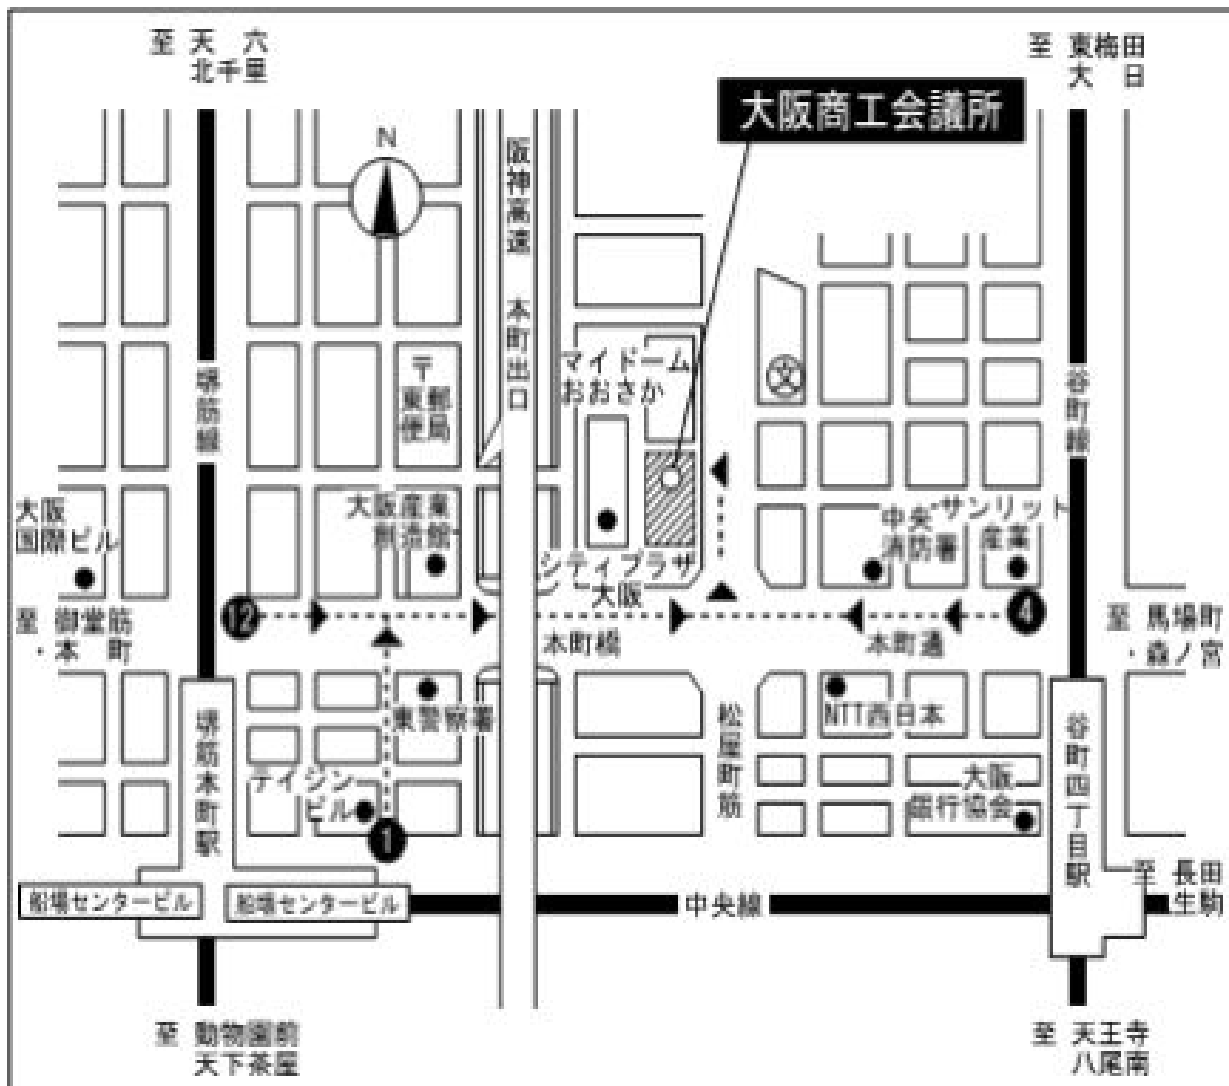 至 天 六
北千里
至 東梅田
大 日
大阪商工会議所
N
阪神高速 本町出口
堺筋線
谷町線
〒
東郵
便局
マイドーム
おおさか
文
大阪
国際ビル
大阪産業
創造館
シティプラザ
大阪
中央
消防署
サンリット
産業
12
4
至 御堂筋
・本 町
本町橋
本町通
至 馬場町
・森ノ宮
東警察署
NTT西日本
堺筋本町駅
松屋町筋
谷町四丁目駅
テイジン
ビル
1
大阪
銀行協会
船場センタービル
船場センタービル
中央線
至 長田
生駒
至 動物園前
天下茶屋
至 天王寺
八尾南